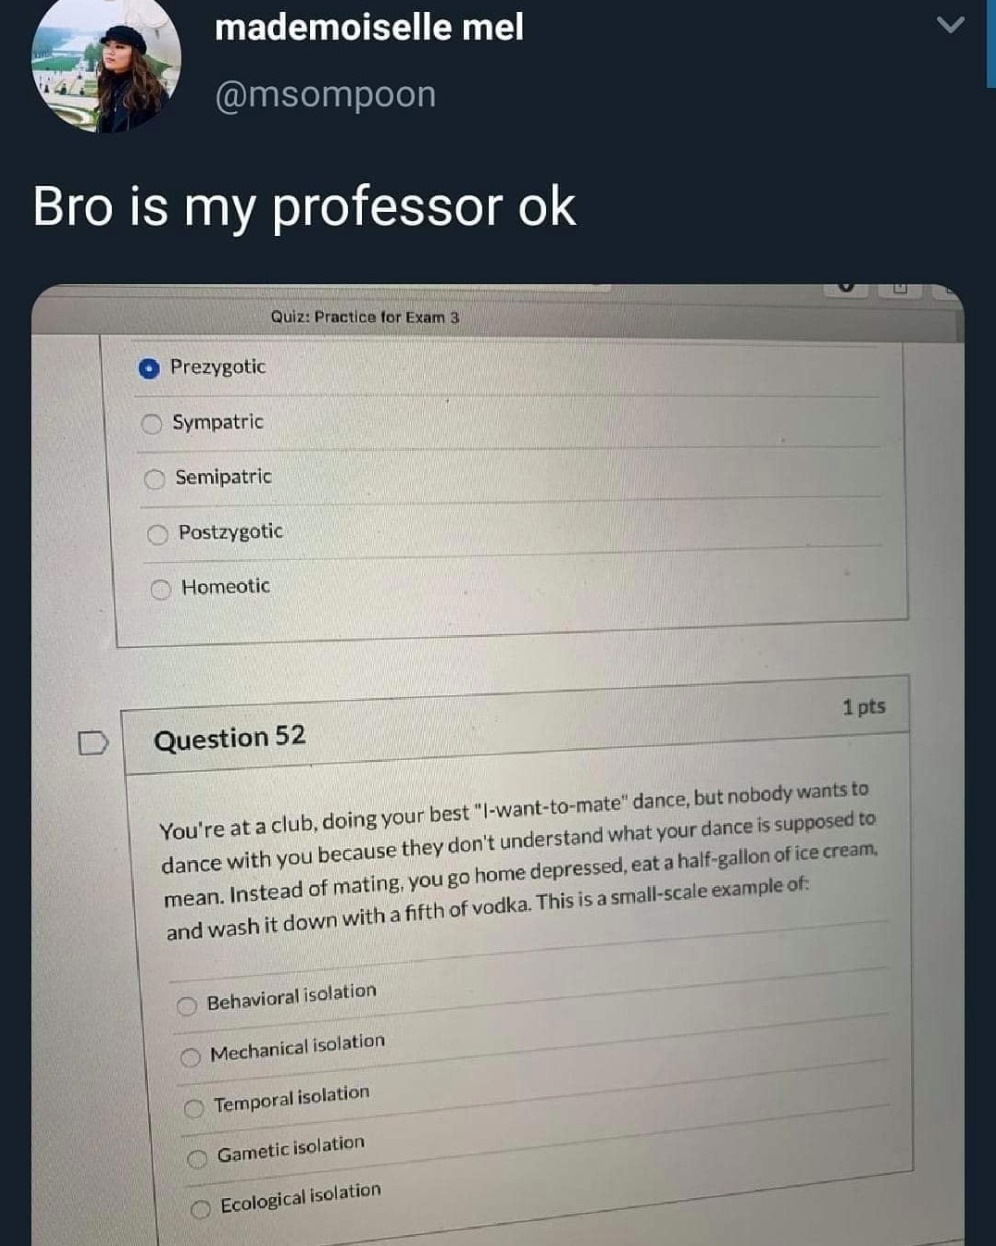 mademoiselle mel
@msompoon
Bro is my professor ok
Quiz: Practice for Exam 3
Prezygotic
Sympatric
Semipatric
Postzygotic
Homeotic
Question 52
1 pts
You're at a club, doing your best "I-want-to-mate" dance, but nobody wants to
dance with you because they don't understand what your dance is supposed to
mean. Instead of mating, you go home depressed, eat a half-gallon of ice cream,
and wash it down with a fifth of vodka. This is a small-scale example of:
Behavioral isolation
Mechanical isolation
Temporal isolation
Gametic isolation
Ecological isolation